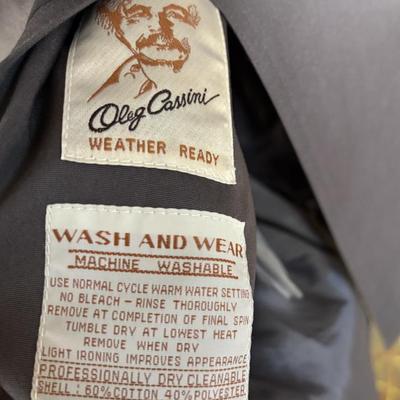 Oleg Cassini
WEATHER READY
WASH AND WEAR
MACHINE WASHABLE
USE NORMAL CYCLE WARM WATER SETTING
NO BLEACH - RINSE THOROUGHLY
REMOVE AT COMPLETION OF FINAL SPIN
TUMBLE DRY AT LOWEST HEAT
REMOVE WHEN DRY
LIGHT IRONING IMPROVES APPEARANCE
PROFESSIONALLY DRY CLEANABLE
SHELL: 60% COTTON 40% POLYESTER